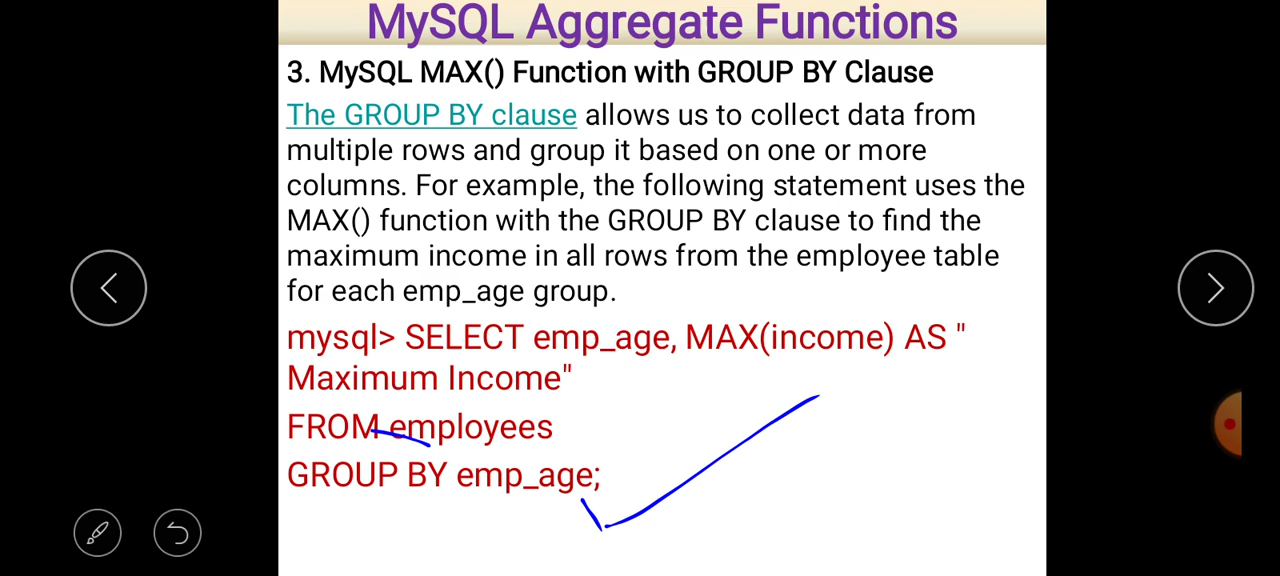 MySQL Aggregate Functions
3. MySQL MAX() Function with GROUP BY Clause
The GROUP BY clause allows us to collect data from
multiple rows and group it based on one or more
columns. For example, the following statement uses the
MAX() function with the GROUP BY clause to find the
maximum income in all rows from the employee table
for each emp_age group.
mysql> SELECT emp_age, MAX(income) AS "
Maximum Income"
FROM employees
GROUP BY emp_age;